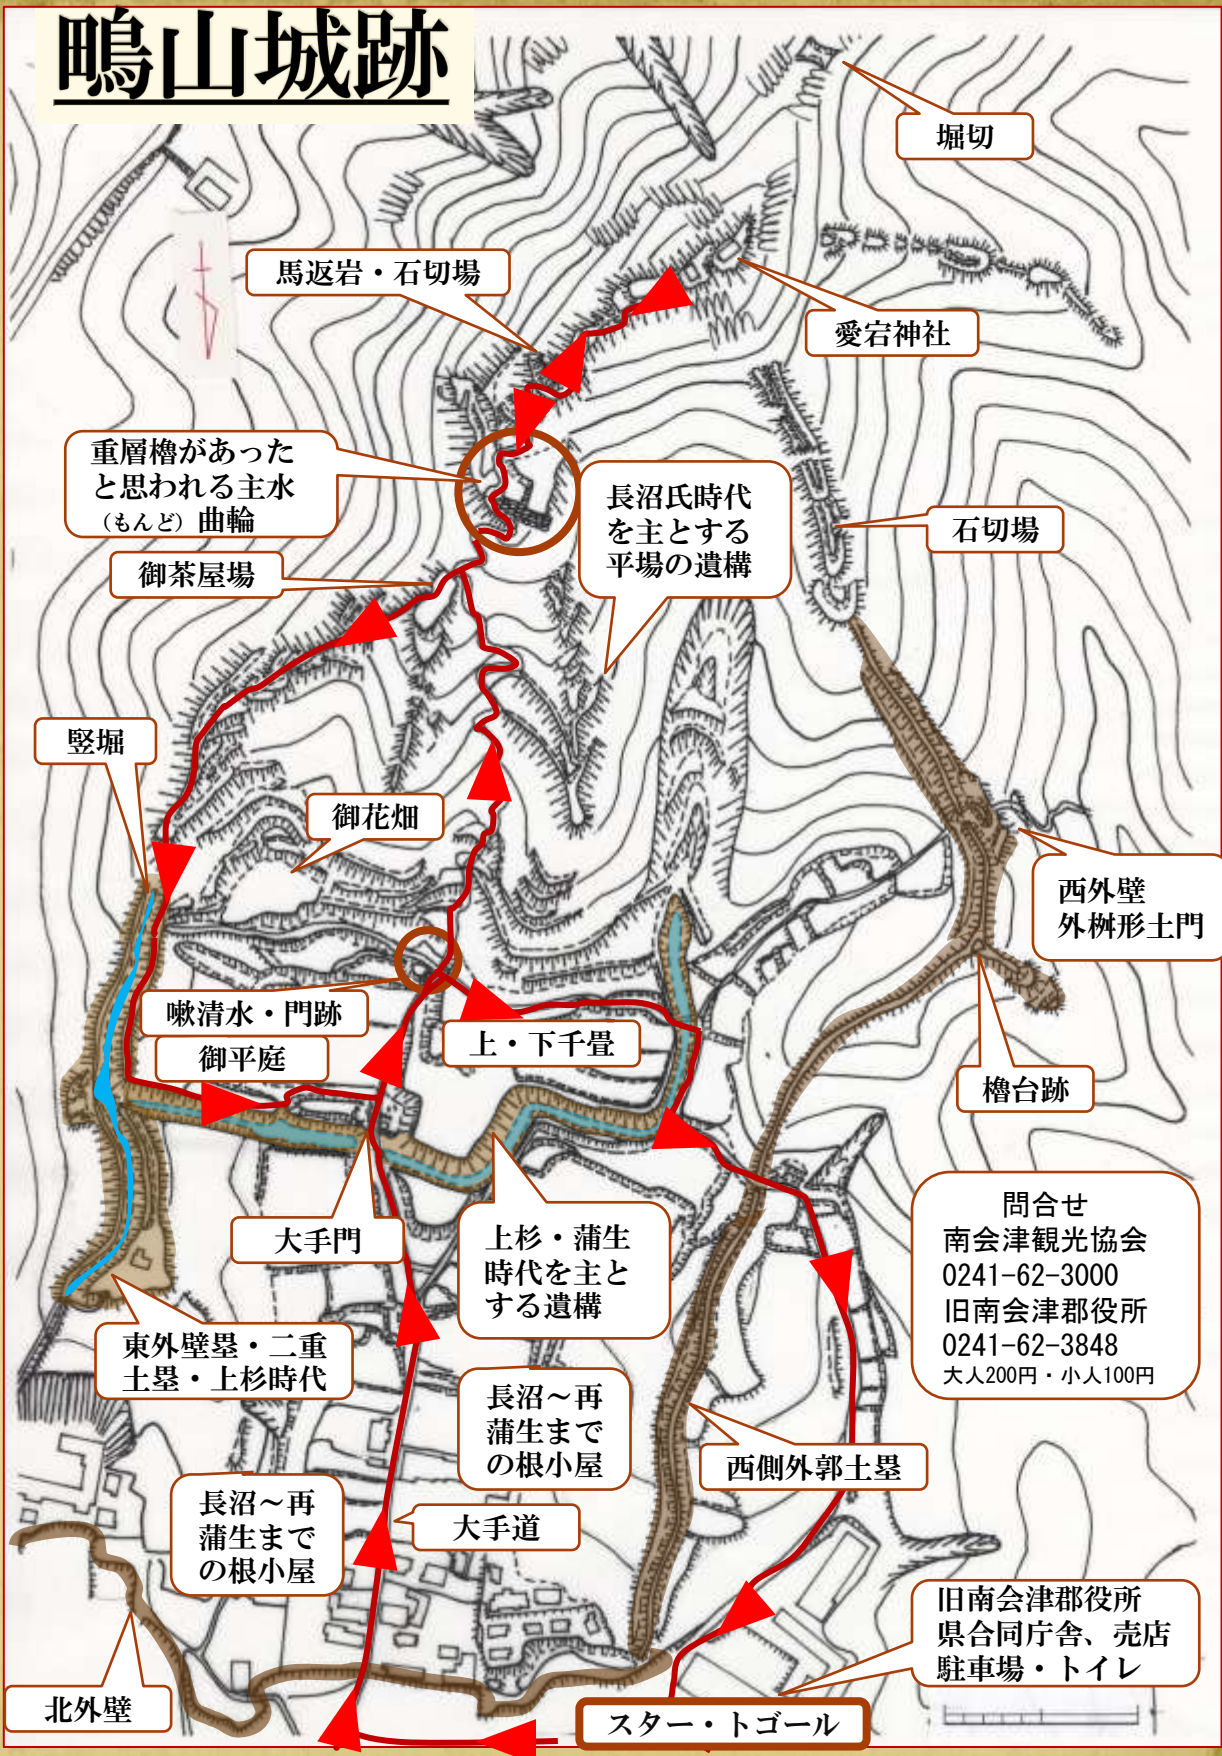 鴫山城跡
堀切
馬返岩・石切場
愛宕神社
重層櫓があった
と思われる主水
（もんど）曲輪
長沼氏時代
を主とする
平場の遺構
石切場
御茶屋場
竪堀
御花畑
西外壁
外桝形土門
嗽清水・門跡
上・下千畳
御平庭
櫓台跡
大手門
上杉・蒲生
時代を主と
する遺構
問合せ
南会津観光協会
0241-62-3000
旧南会津郡役所
0241-62-3848
大人200円・小人100円
東外壁塁・二重
土塁・上杉時代
長沼～再
蒲生まで
の根小屋
西側外郭土塁
長沼～再
蒲生まで
の根小屋
大手道
旧南会津郡役所
県合同庁舎、売店
駐車場・トイレ
北外壁
スター・トゴール